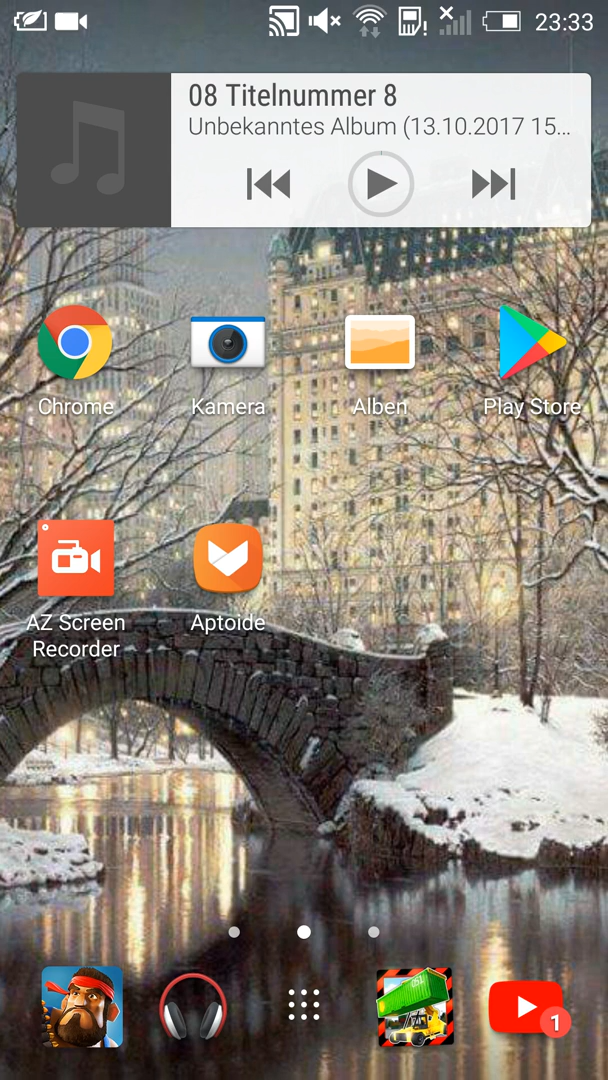 23:33
08 Titelnummer 8
Unbekanntes Album (13.10.2017 15...
Chrome
Kamera
Alben
Play Store
AZ Screen
Recorder
Aptoide
1